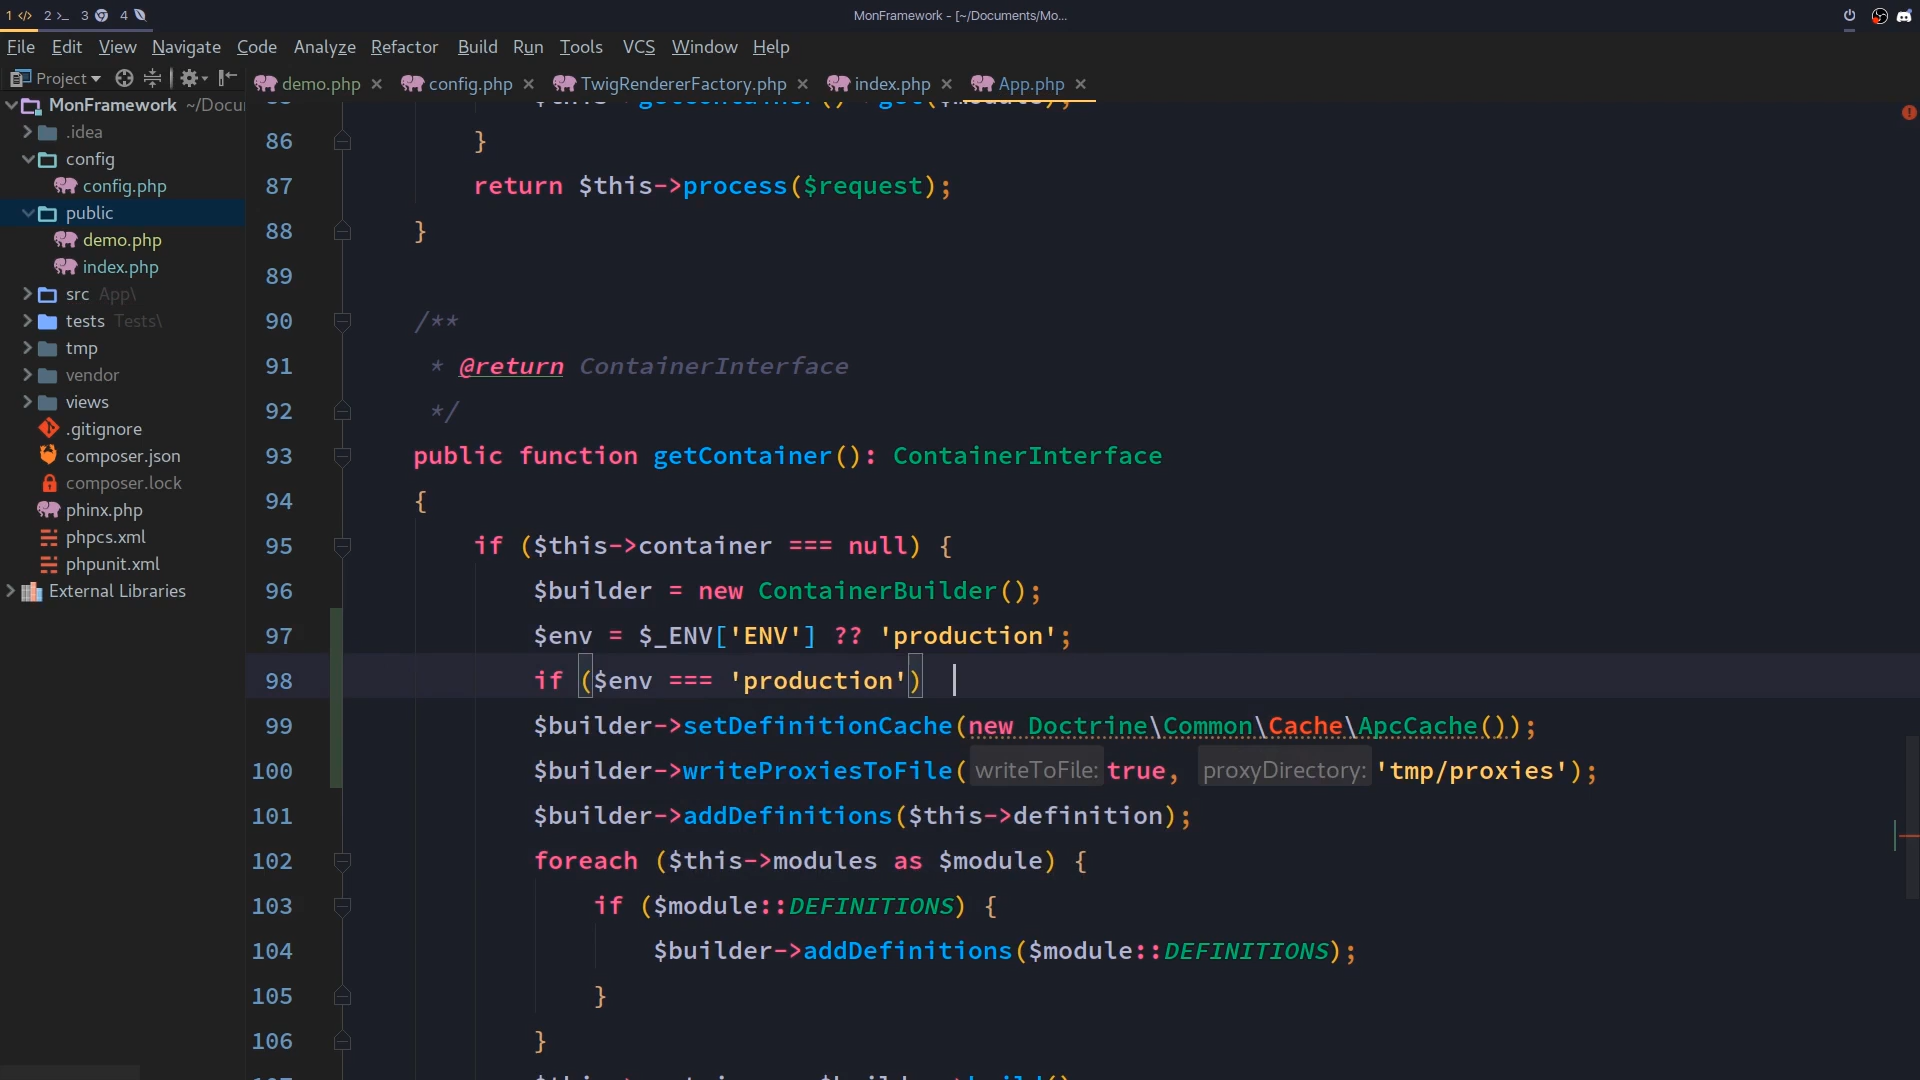 1 2 3 4 MonFramework - [~/Documents/Mo...
File Edit View Navigate Code Analyze Refactor Build Run Tools VCS Window Help
Project demo.php config.php TwigRendererFactory.php index.php App.php
MonFramework ~/Docu
.idea
config
config.php
public
demo.php
index.php
src App\
tests Tests\
tmp
vendor
views
.gitignore
composer.json
composer.lock
phinx.php
phpcs.xml
phpunit.xml
External Libraries
86 }
87 return $this->process($request);
88 }
89
90 /**
91 * @return ContainerInterface
92 */
93 public function getContainer(): ContainerInterface
94 {
95 if ($this->container === null) {
96 $builder = new ContainerBuilder();
97 $env = $_ENV['ENV'] ?? 'production';
98 if ($env === 'production')
99 $builder->setDefinitionCache(new Doctrine\Common\Cache\ApcCache());
100 $builder->writeProxiesToFile( writeToFile: true, proxyDirectory: 'tmp/proxies');
101 $builder->addDefinitions($this->definition);
102 foreach ($this->modules as $module) {
103 if ($module::DEFINITIONS) {
104 $builder->addDefinitions($module::DEFINITIONS);
105 }
106 }